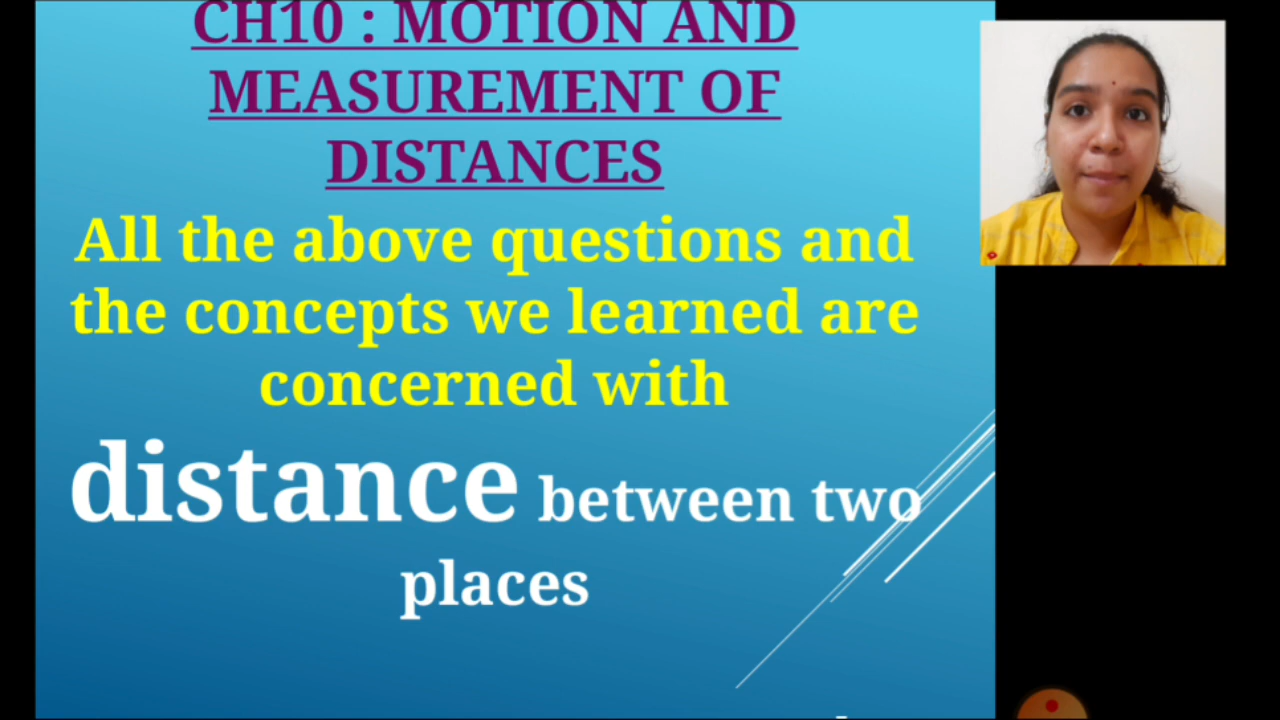 CH10 : MOTION AND
MEASUREMENT OF
DISTANCES
All the above questions and
the concepts we learned are
concerned with
distance between two
places